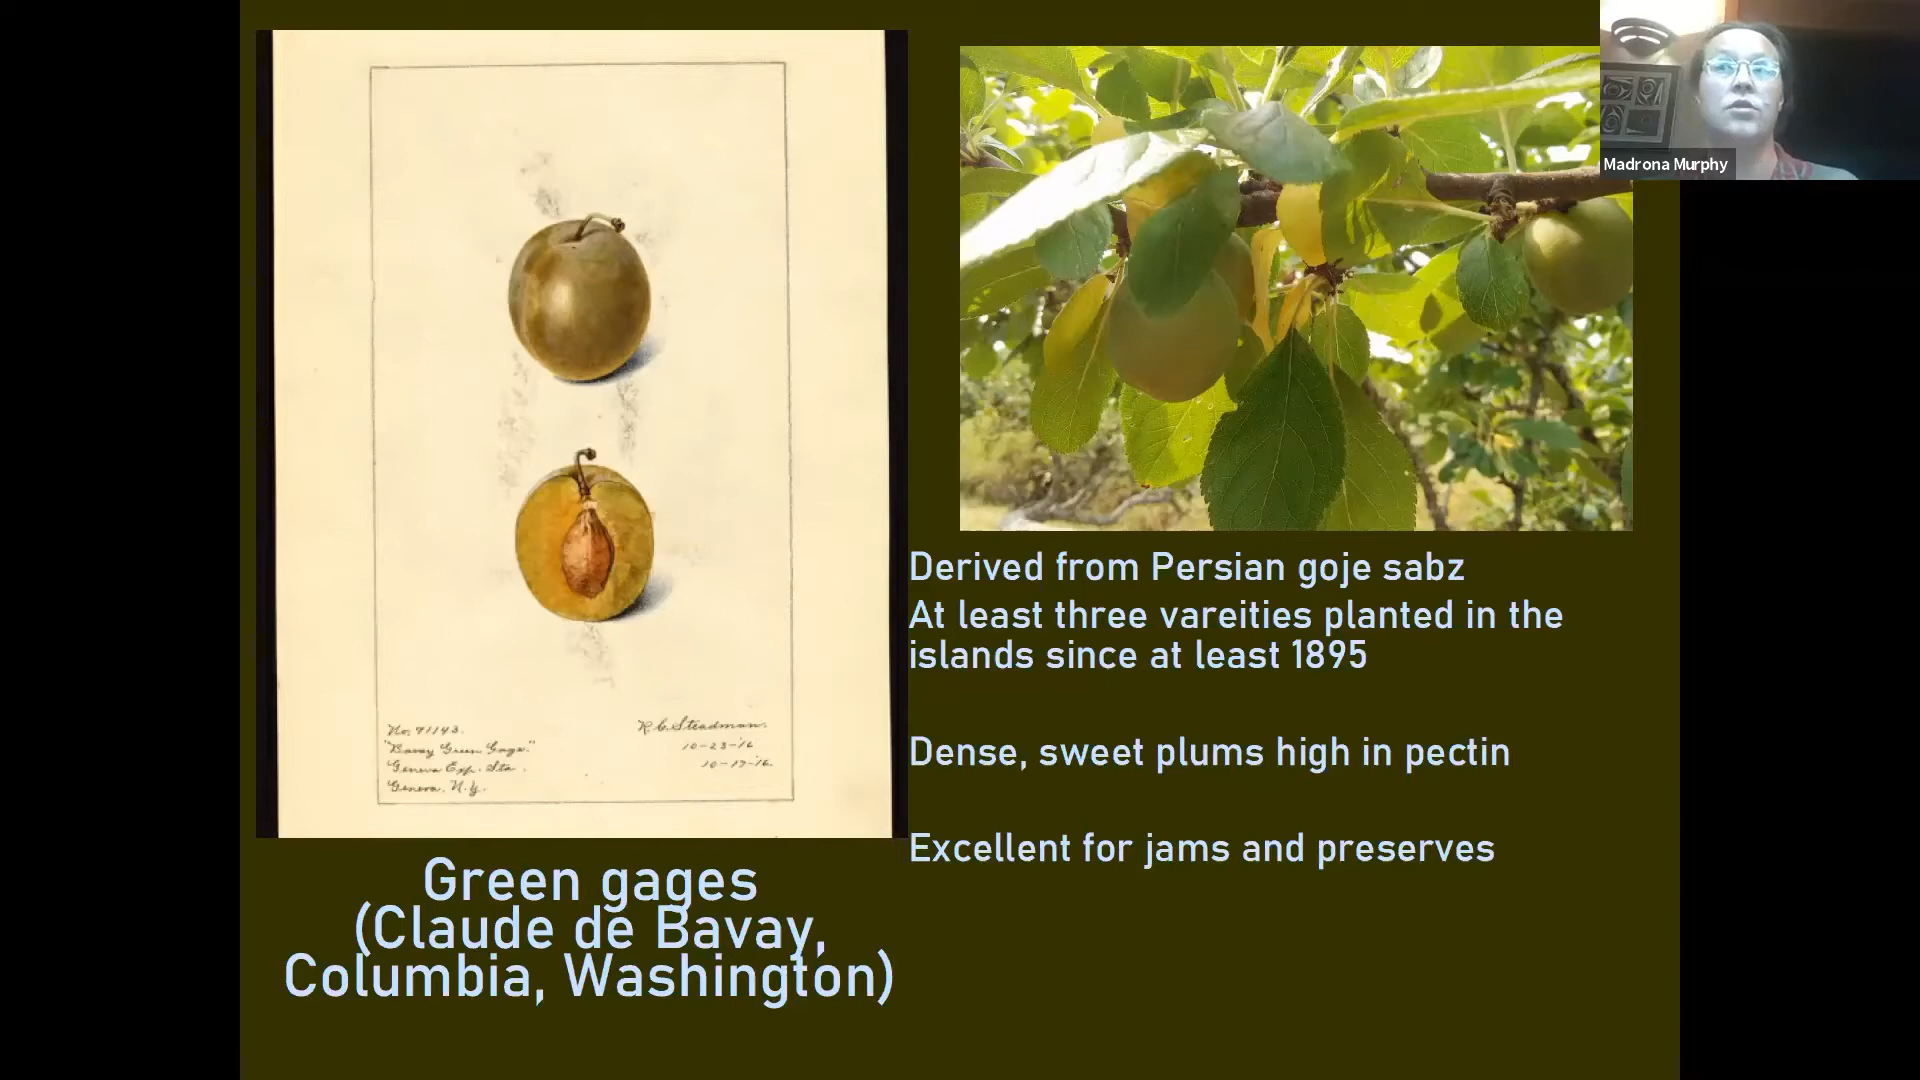 Madrona Murphy
No. 71143.
"Bavay Green Gage."
Geneva Exp. Sta.
Geneva, N.Y.
R.C. Steadman.
10-23-'16
10-17-'16.
Green gages
(Claude de Bavay,
Columbia, Washington)
Derived from Persian goje sabz
At least three vareities planted in the
islands since at least 1895
Dense, sweet plums high in pectin
Excellent for jams and preserves